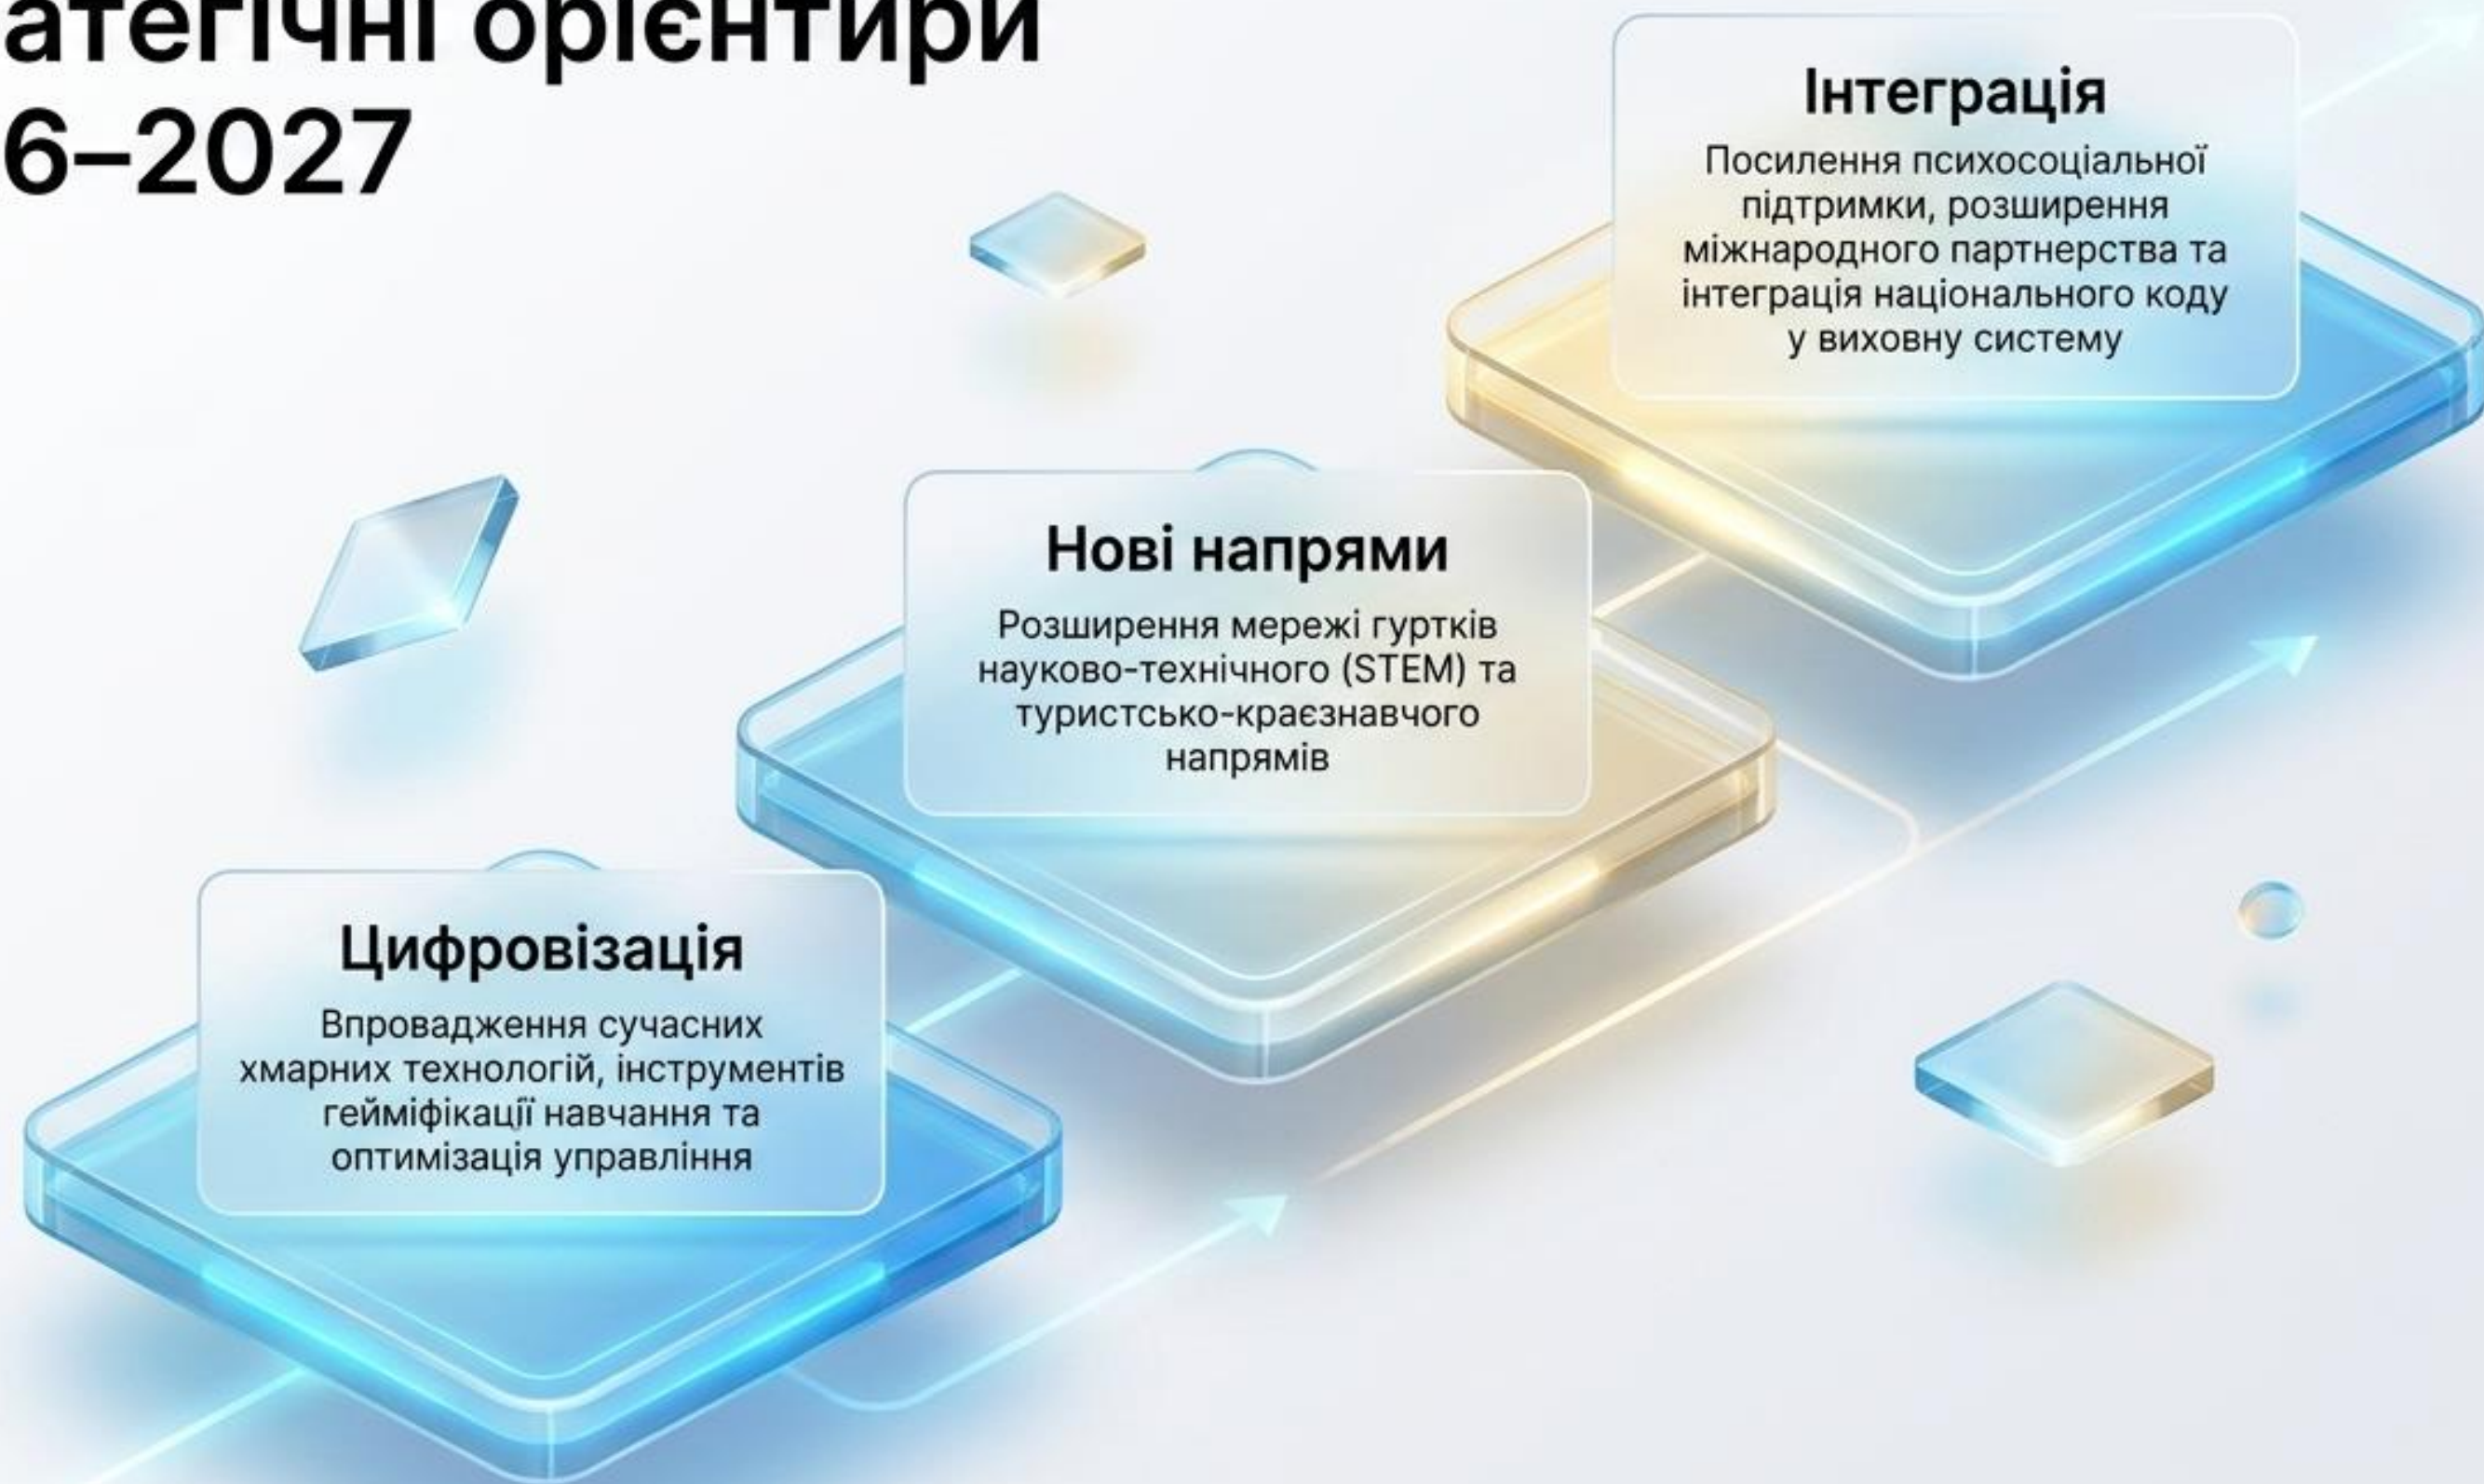 атегічні орієнтири
6–2027
Інтеграція
Посилення психосоціальної
підтримки, розширення
міжнародного партнерства та
інтеграція національного коду
у виховну систему
Нові напрями
Розширення мережі гуртків
науково-технічного (STEM) та
туристсько-краєзнавчого
напрямів
Цифровізація
Впровадження сучасних
хмарних технологій, інструментів
гейміфікації навчання та
оптимізація управління